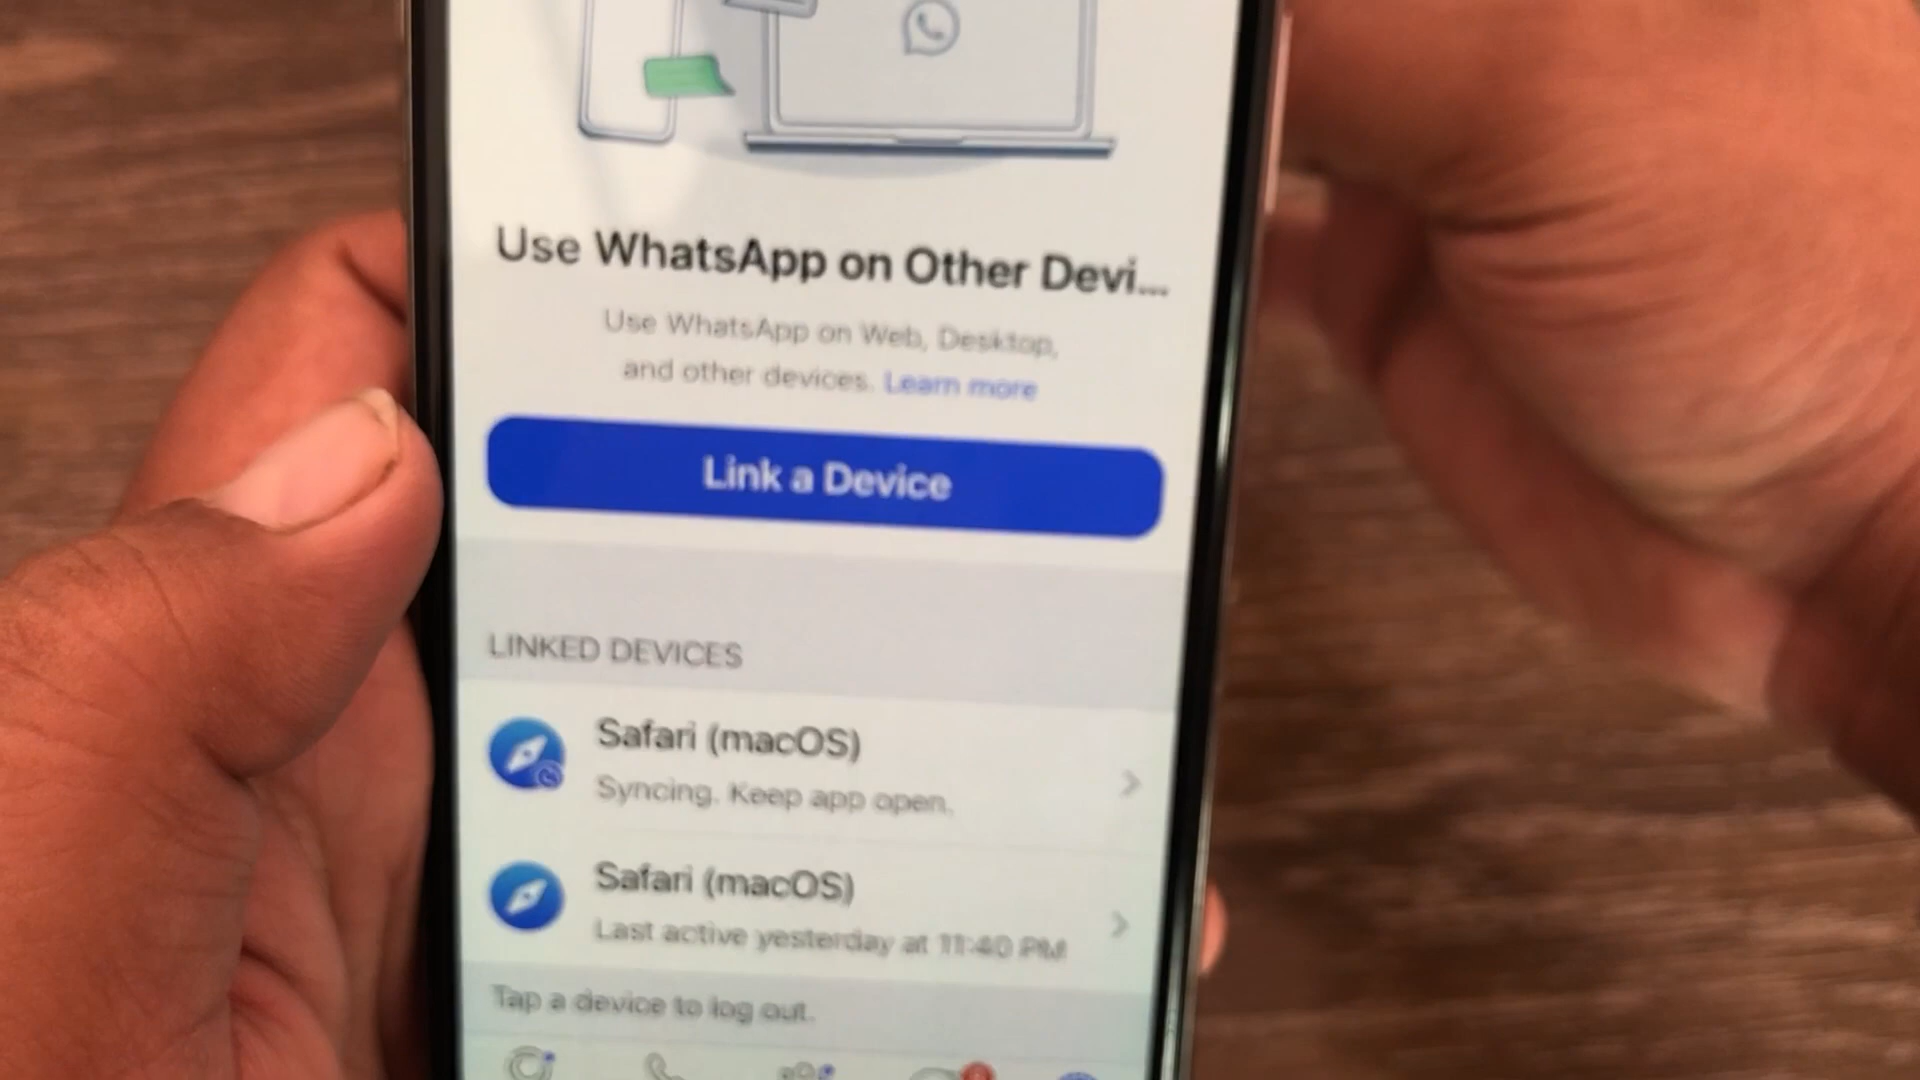 Use WhatsApp on Other Devi...
Use WhatsApp on Web, Desktop,
and other devices. Learn more
Link a Device
LINKED DEVICES
Safari (macOS)
Syncing. Keep app open.
Safari (macOS)
Last active yesterday at 11:40 PM
Tap a device to log out.